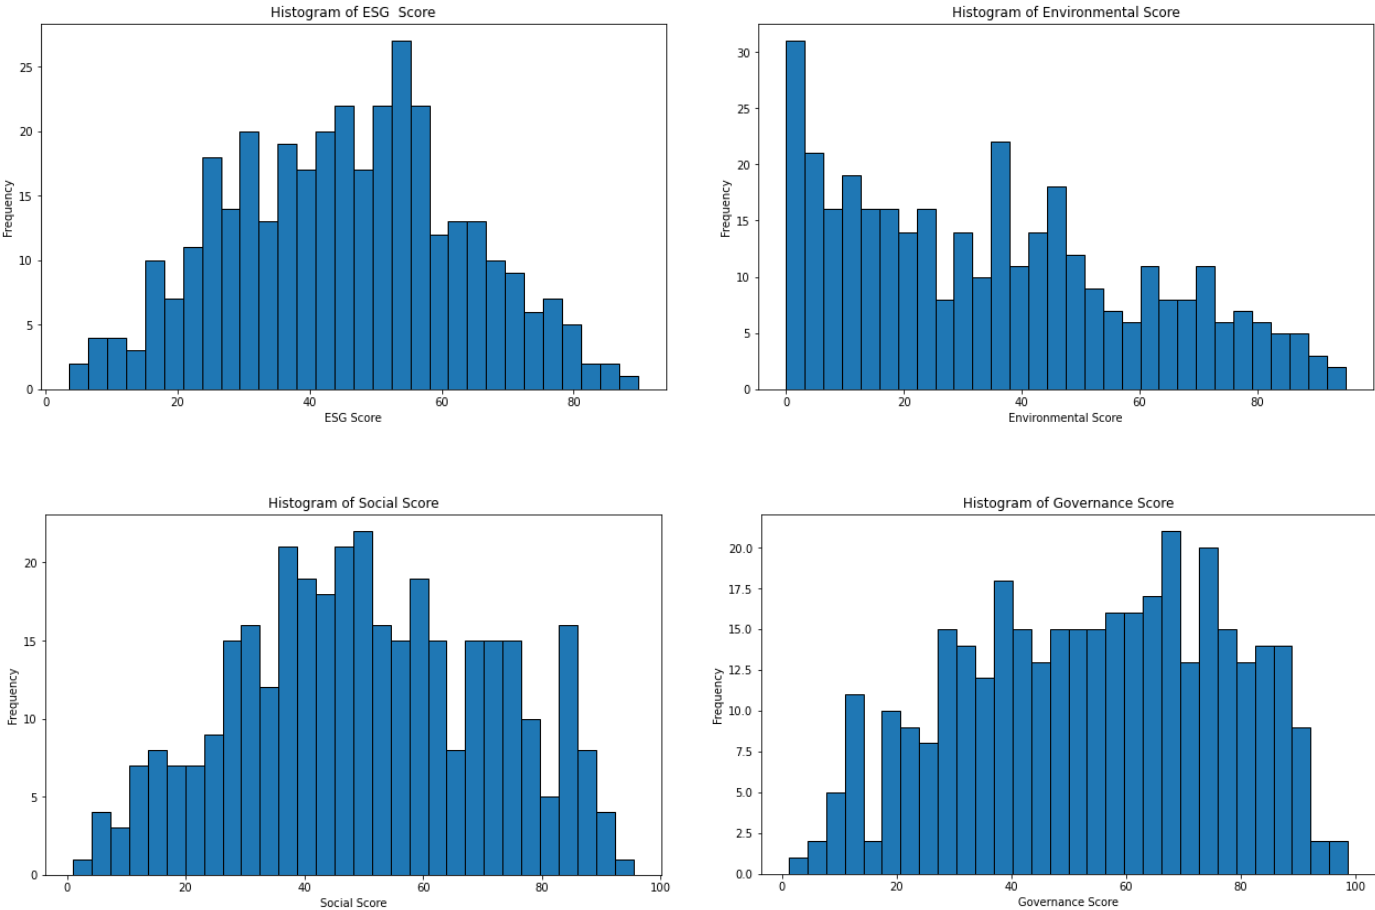 Histogram of ESG  Score
Frequency
25
20
15
10
5
0
0 20 40 60 80
ESG Score
Histogram of Environmental Score
Frequency
30
25
20
15
10
5
0
0 20 40 60 80
Environmental Score
Histogram of Social Score
Frequency
20
15
10
5
0
0 20 40 60 80 100
Social Score
Histogram of Governance Score
Frequency
20.0
17.5
15.0
12.5
10.0
7.5
5.0
2.5
0.0
0 20 40 60 80 100
Governance Score